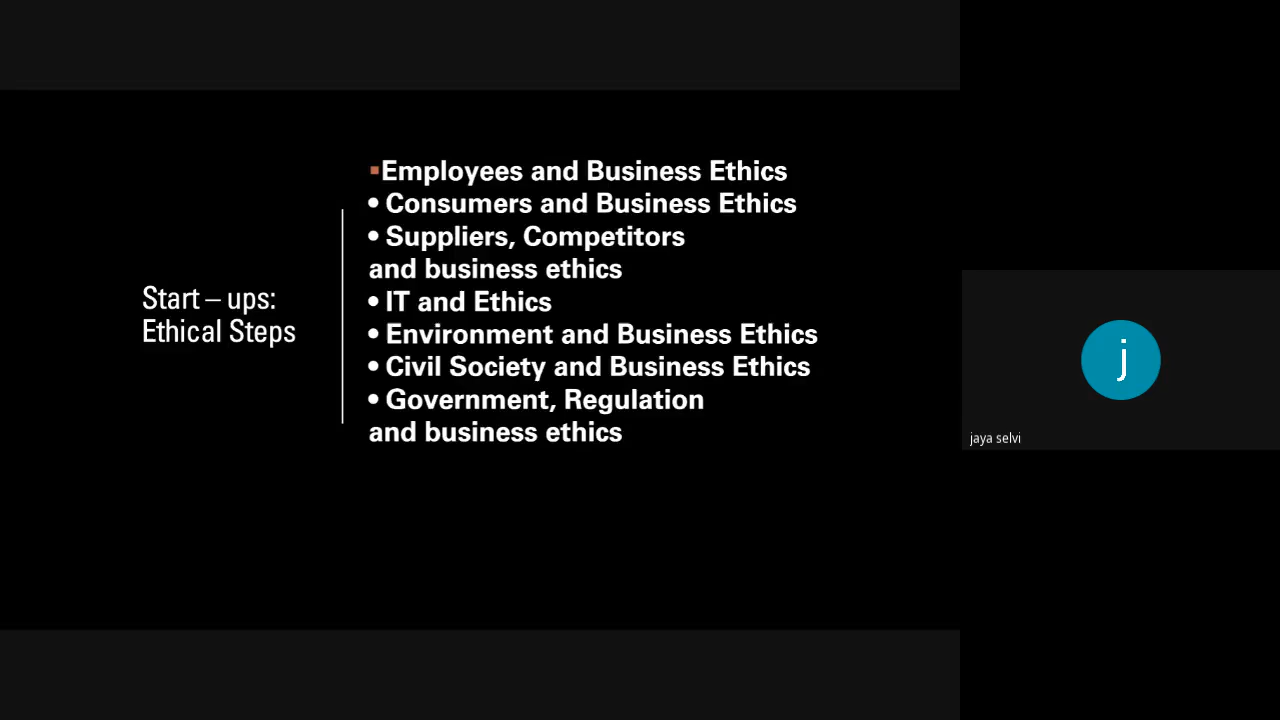 Start – ups:
Ethical Steps
▪Employees and Business Ethics
• Consumers and Business Ethics
• Suppliers, Competitors
and business ethics
• IT and Ethics
• Environment and Business Ethics
• Civil Society and Business Ethics
• Government, Regulation
and business ethics
j
jaya selvi